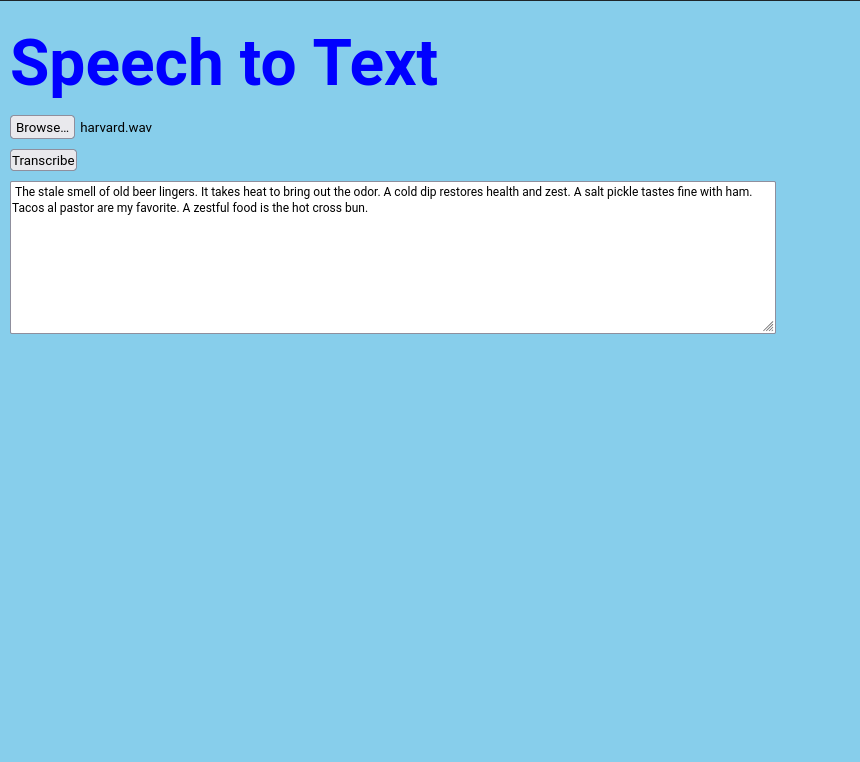 Speech to Text
Browse… harvard.wav
Transcribe
The stale smell of old beer lingers. It takes heat to bring out the odor. A cold dip restores health and zest. A salt pickle tastes fine with ham.
Tacos al pastor are my favorite. A zestful food is the hot cross bun.